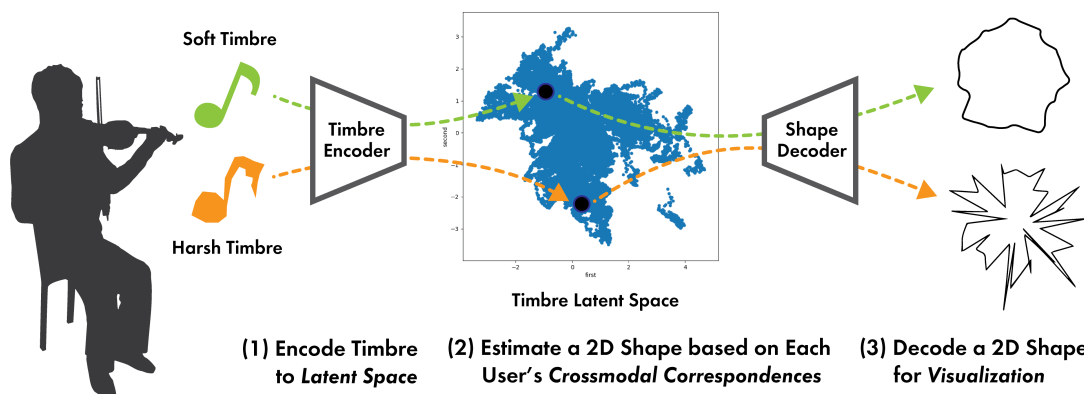 Soft Timbre
Harsh Timbre
Timbre
Encoder
3
2
1
0
−1
−2
−3
second
−2
0
2
4
first
Timbre Latent Space
Shape
Decoder
(1) Encode Timbre
to Latent Space
(2) Estimate a 2D Shape based on Each
User's Crossmodal Correspondences
(3) Decode a 2D Shape
for Visualization